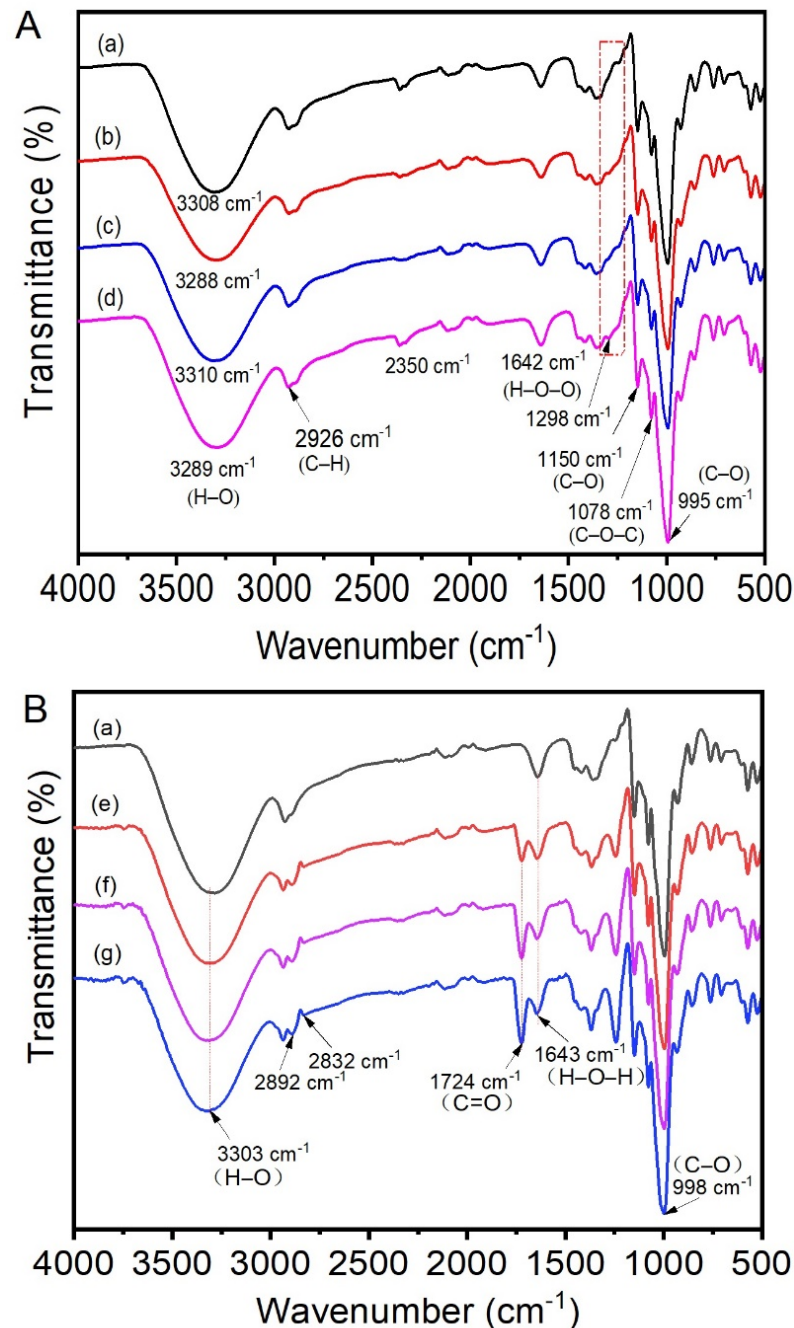 A
(a)
(b)
3308 cm-1
(c)
3288 cm-1
(d)
3310 cm-1
2350 cm-1
1642 cm-1
(H–O–O)
2926 cm-1
(C–H)
1298 cm-1
3289 cm-1
(H–O)
1150 cm-1
(C–O)
(C–O)
995 cm-1
1078 cm-1
(C–O–C)
Transmittance (%)
4000 3500 3000 2500 2000 1500 1000 500
Wavenumber (cm-1)
B
(a)
(e)
(f)
(g)
2832 cm-1
2892 cm-1
1643 cm-1
(H–O–H)
1724 cm-1
(C=O)
3303 cm-1
(H–O)
(C–O)
998 cm-1
Transmittance (%)
4000 3500 3000 2500 2000 1500 1000 500
Wavenumber (cm-1)